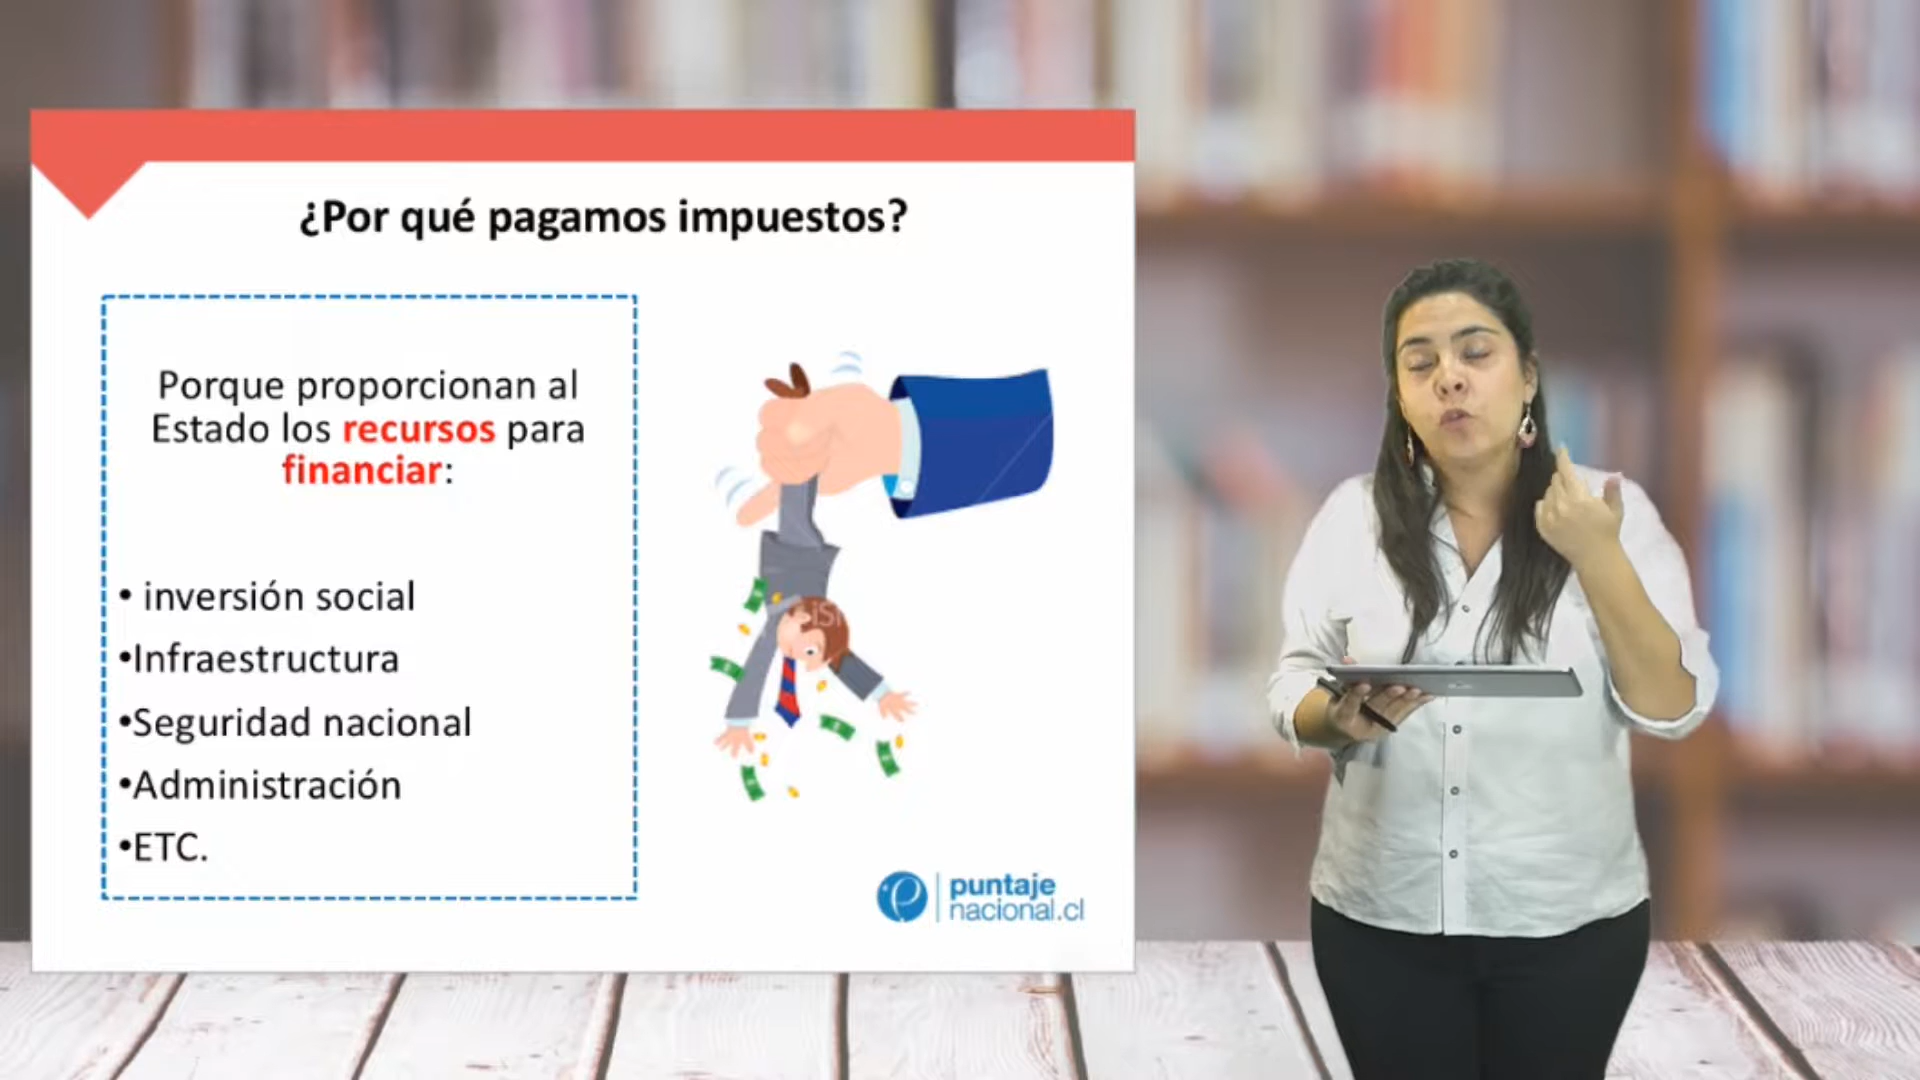 ¿Por qué pagamos impuestos?
Porque proporcionan al
Estado los recursos para
financiar:
• inversión social
•Infraestructura
•Seguridad nacional
•Administración
•ETC.
puntaje
nacional.cl